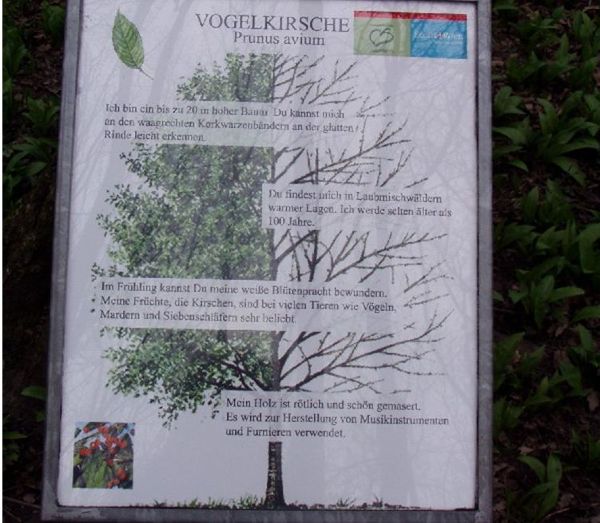 VOGELKIRSCHE
Prunus avium
Ich bin ein bis zu 20 m hoher Baum. Du kannst mich
an den waagrechten Korkwarzenbändern an der glatten
Rinde leicht erkennen.
Du findest mich in Laubmischwäldern
warmer Lagen. Ich werde selten älter als
100 Jahre.
Im Frühling kannst Du meine weiße Blütenpracht bewundern.
Meine Früchte, die Kirschen, sind bei vielen Tieren wie Vögeln,
Mardern und Siebenschläfern sehr beliebt.
Mein Holz ist rötlich und schön gemasert.
Es wird zur Herstellung von Musikinstrumenten
und Furnieren verwendet.